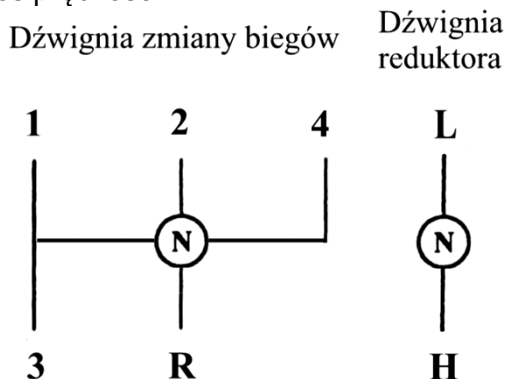 Dźwignia zmiany biegów
Dźwignia
reduktora
1 2 4 L
N N
3 R H